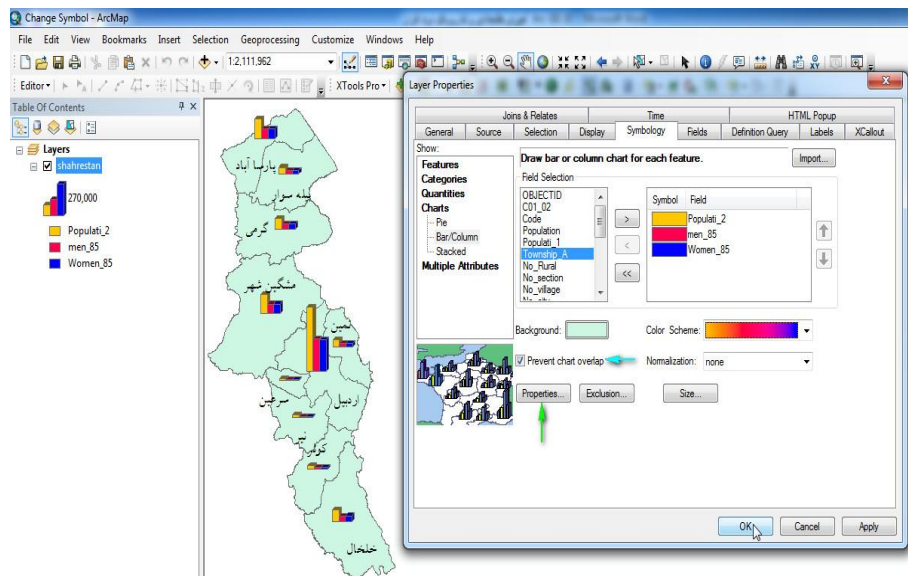 Change Symbol - ArcMap
File Edit View Bookmarks Insert Selection Geoprocessing Customize Windows Help
1:2,111,962
Editor XTools Pro
Table Of Contents
Layers
shahrestan
270,000
Populati_2
men_85
Women_85
پارسا آباد
بیله سوار
گرمی
مشگین شهر
نمین
اردبیل
سرعین
نیر
کوثر
خلخال
Layer Properties
Joins & Relates Time HTML Popup
General Source Selection Display Symbology Fields Definition Query Labels XCallout
Show:
Features
Categories
Quantities
Charts
Pie
Bar/Column
Stacked
Multiple Attributes
Draw bar or column chart for each feature.
Import...
Field Selection
OBJECTID
C01_02
Code
Population
Populati_1
Township_A
No_Rural
No_section
No_village
>
<
<<
Symbol Field
Populati_2
men_85
Women_85
Background:
Color Scheme:
Prevent chart overlap
Normalization: none
Properties... Exclusion... Size...
OK Cancel Apply